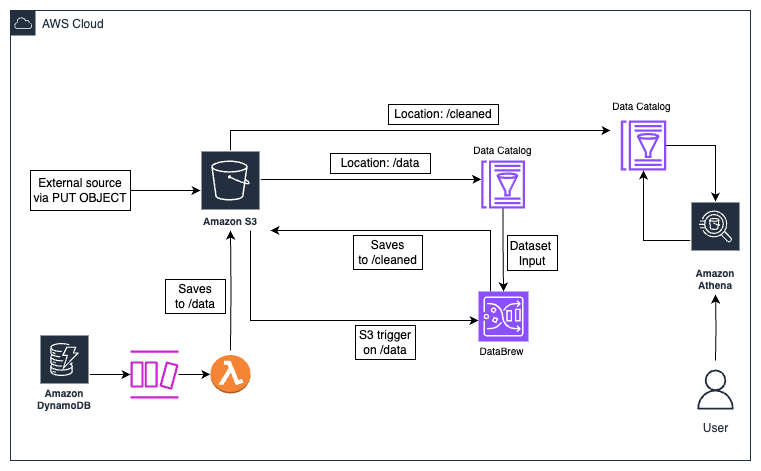 AWS Cloud
Data Catalog
Location: /cleaned
Data Catalog
Location: /data
External source
via PUT OBJECT
Amazon S3
Saves
to /cleaned
Dataset
Input
Amazon
Athena
Saves
to /data
S3 trigger
on /data
DataBrew
Amazon
DynamoDB
User